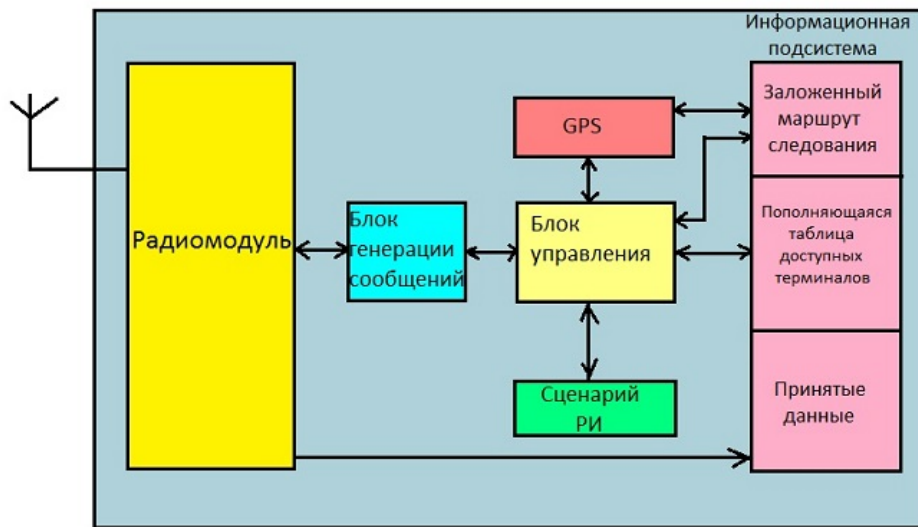 Информационная
подсистема
Заложенный
маршрут
следования
GPS
Пополняющаяся
таблица
доступных
терминалов
Блок
управления
Блок
генерации
сообщений
Радиомодуль
Сценарий
РИ
Принятые
данные